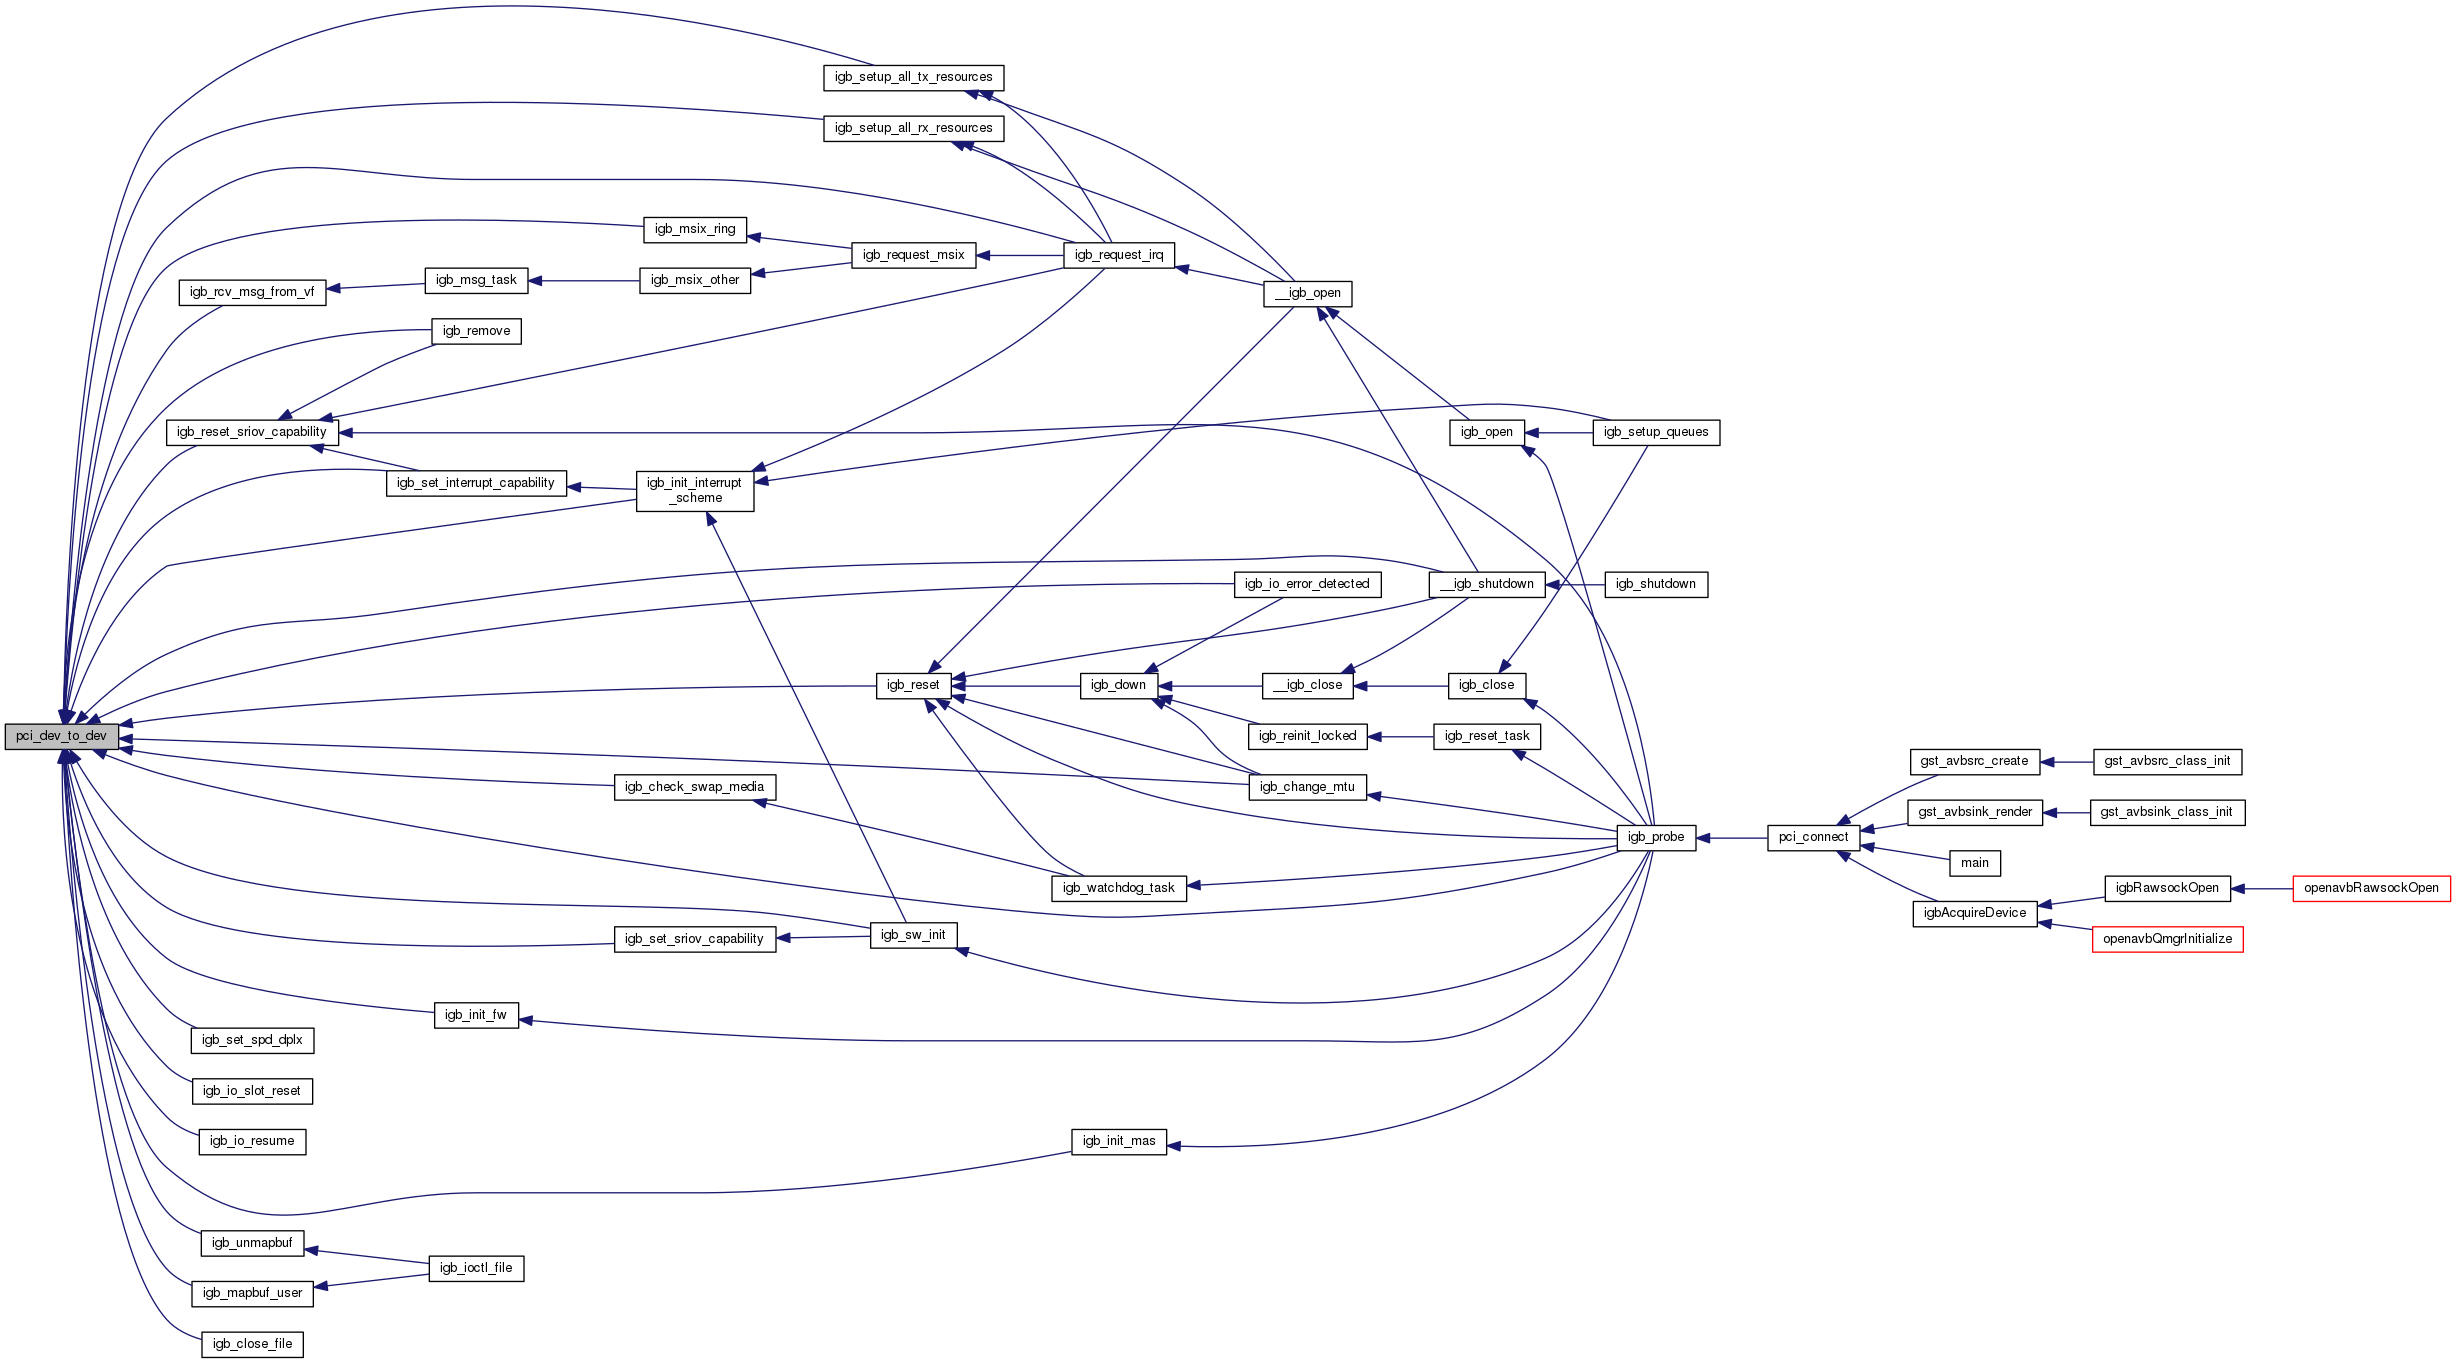 igb_setup_all_tx_resources
igb_setup_all_rx_resources
igb_msix_ring
igb_request_msix
igb_request_irq
igb_rcv_msg_from_vf
igb_msg_task
igb_msix_other
__igb_open
igb_remove
igb_reset_sriov_capability
igb_open
igb_setup_queues
igb_set_interrupt_capability
igb_init_interrupt
_scheme
igb_io_error_detected
__igb_shutdown
igb_shutdown
igb_reset
igb_down
__igb_close
igb_close
pci_dev_to_dev
igb_reinit_locked
igb_reset_task
igb_check_swap_media
igb_change_mtu
gst_avbsrc_create
gst_avbsrc_class_init
gst_avbsink_render
gst_avbsink_class_init
igb_probe
pci_connect
main
igb_watchdog_task
igbRawsockOpen
openavbRawsockOpen
igbAcquireDevice
igb_set_sriov_capability
igb_sw_init
openavbQmgrInitialize
igb_init_fw
igb_set_spd_dplx
igb_io_slot_reset
igb_io_resume
igb_init_mas
igb_unmapbuf
igb_ioctl_file
igb_mapbuf_user
igb_close_file